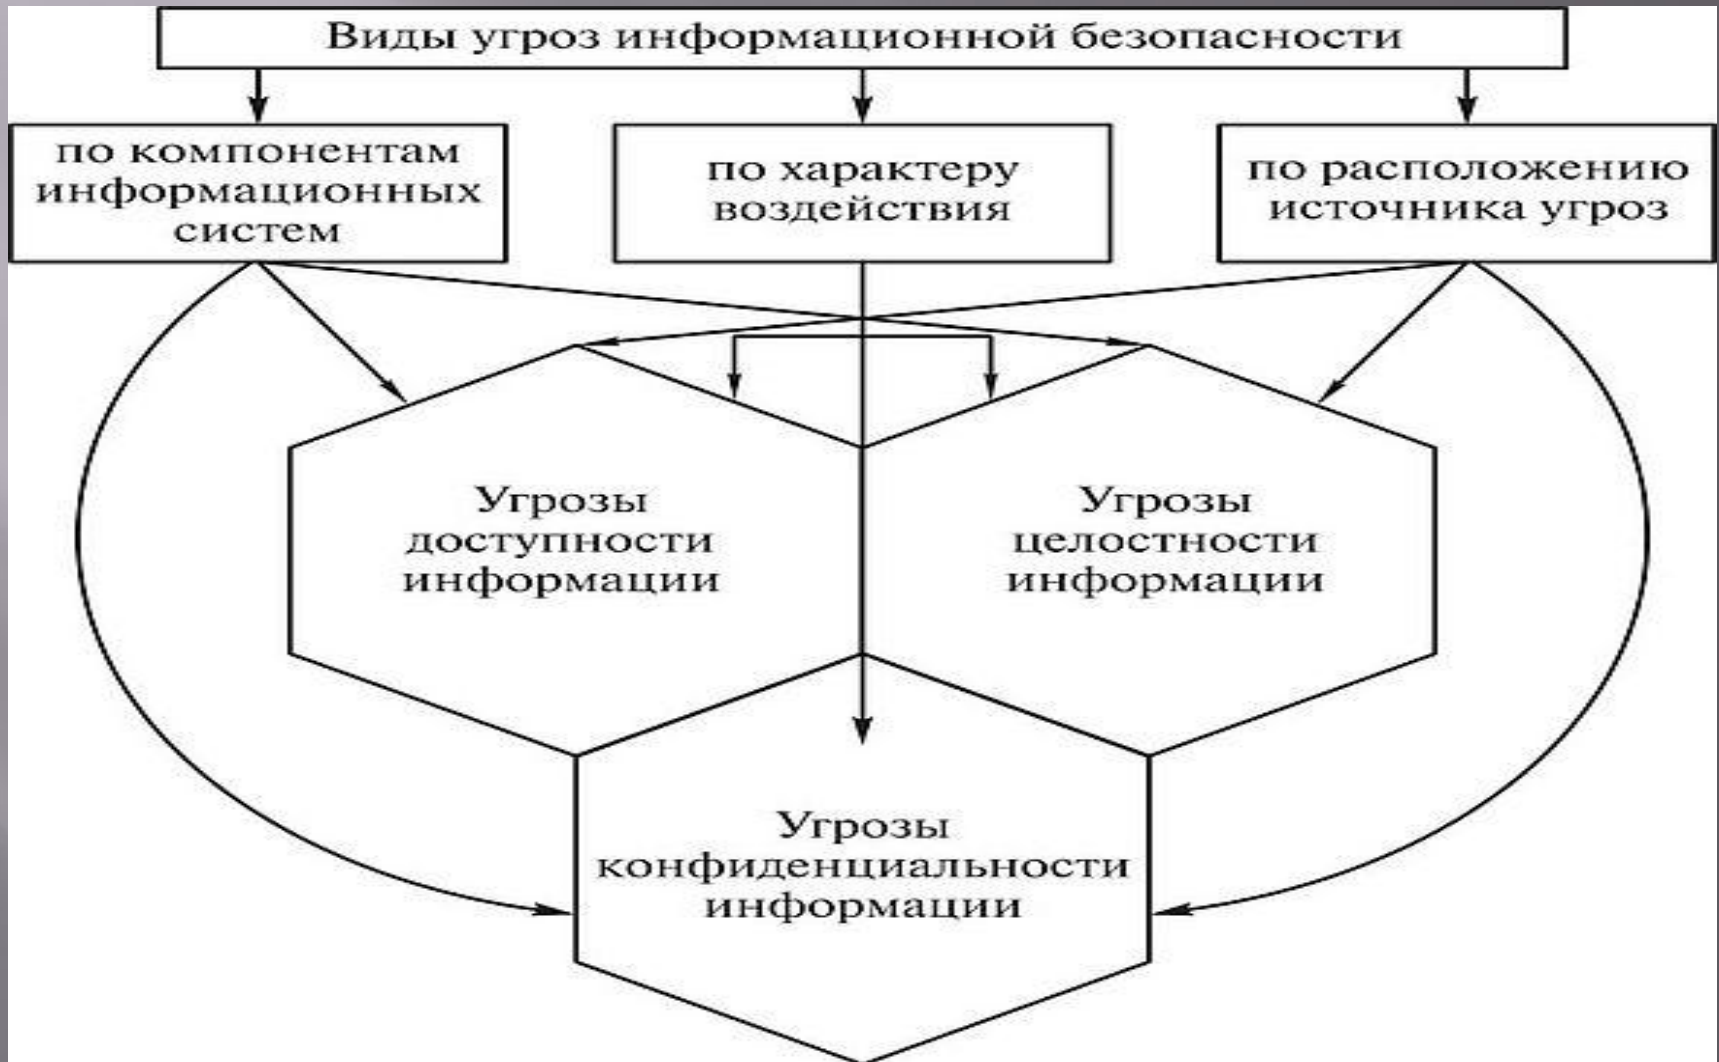 Виды угроз информационной безопасности
по компонентам
информационных
систем
по характеру
воздействия
по расположению
источника угроз
Угрозы
доступности
информации
Угрозы
целостности
информации
Угрозы
конфиденциальности
информации